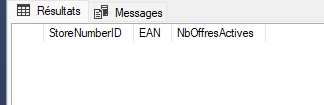 Résultats Messages
StoreNumberID EAN NbOffresActives